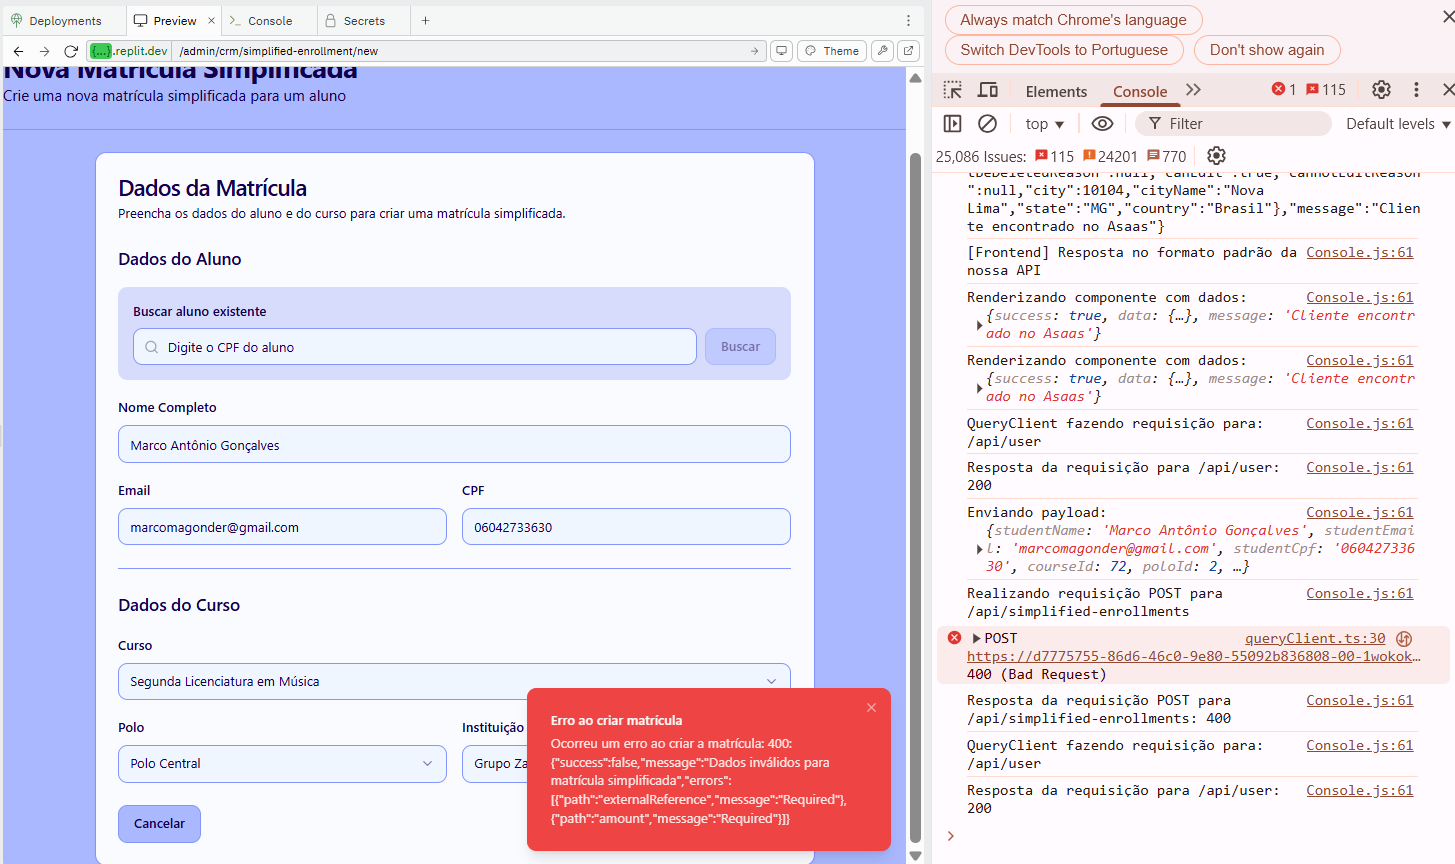 Deployments
Preview
Console
Secrets
{...}.replit.dev
/admin/crm/simplified-enrollment/new
Theme
Nova Matrícula Simplificada
Crie uma nova matrícula simplificada para um aluno
Dados da Matrícula
Preencha os dados do aluno e do curso para criar uma matrícula simplificada.
Dados do Aluno
Buscar aluno existente
Digite o CPF do aluno
Buscar
Nome Completo
Marco Antônio Gonçalves
Email
CPF
marcomagonder@gmail.com
06042733630
Dados do Curso
Curso
Segunda Licenciatura em Música
Polo
Instituição
Polo Central
Grupo Za
Cancelar
Erro ao criar matrícula
Ocorreu um erro ao criar a matrícula: 400:
{"success":false,"message":"Dados inválidos para
matrícula simplificada","errors":
[{"path":"externalReference","message":"Required"},
{"path":"amount","message":"Required"}]}
Always match Chrome's language
Switch DevTools to Portuguese
Don't show again
Elements
Console
1
115
top
Filter
Default levels
25,086 Issues:
115
24201
770
tbeDeletedReason":null,"canEdit":true,"cannotEditReason
":null,"city":10104,"cityName":"Nova
Lima","state":"MG","country":"Brasil"},"message":"Clien
te encontrado no Asaas"}
[Frontend] Resposta no formato padrão da Console.js:61
nossa API
Renderizando componente com dados: Console.js:61
{success: true, data: {…}, message: 'Cliente encontr
ado no Asaas'}
Renderizando componente com dados: Console.js:61
{success: true, data: {…}, message: 'Cliente encontr
ado no Asaas'}
QueryClient fazendo requisição para: Console.js:61
/api/user
Resposta da requisição para /api/user: Console.js:61
200
Enviando payload: Console.js:61
{studentName: 'Marco Antônio Gonçalves', studentEmai
l: 'marcomagonder@gmail.com', studentCpf: '060427336
30', courseId: 72, poloId: 2, …}
Realizando requisição POST para Console.js:61
/api/simplified-enrollments
POST queryClient.ts:30
https://d7775755-86d6-46c0-9e80-55092b836808-00-1wokok…
400 (Bad Request)
Resposta da requisição POST para Console.js:61
/api/simplified-enrollments: 400
QueryClient fazendo requisição para: Console.js:61
/api/user
Resposta da requisição para /api/user: Console.js:61
200